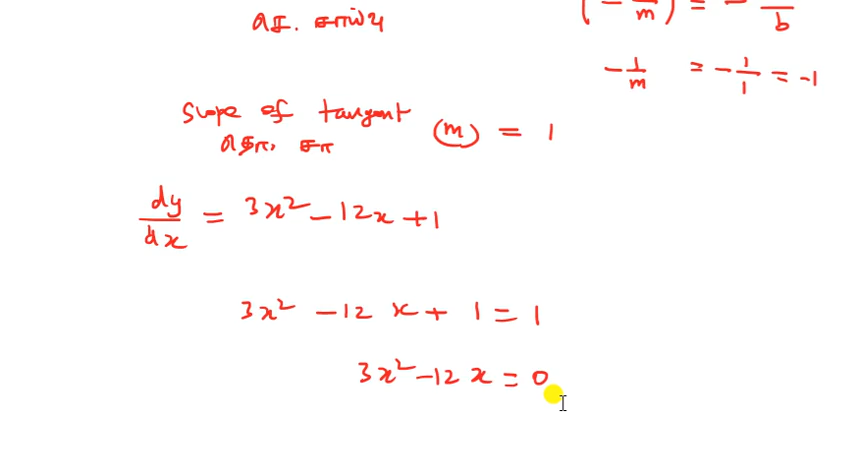 (-1/m) = -/b
-1/m = -1/1 = -1
slope of tangent (m) = 1
dy/dx = 3x² - 12x + 1
3x² - 12x + 1 = 1
3x² - 12x = 0